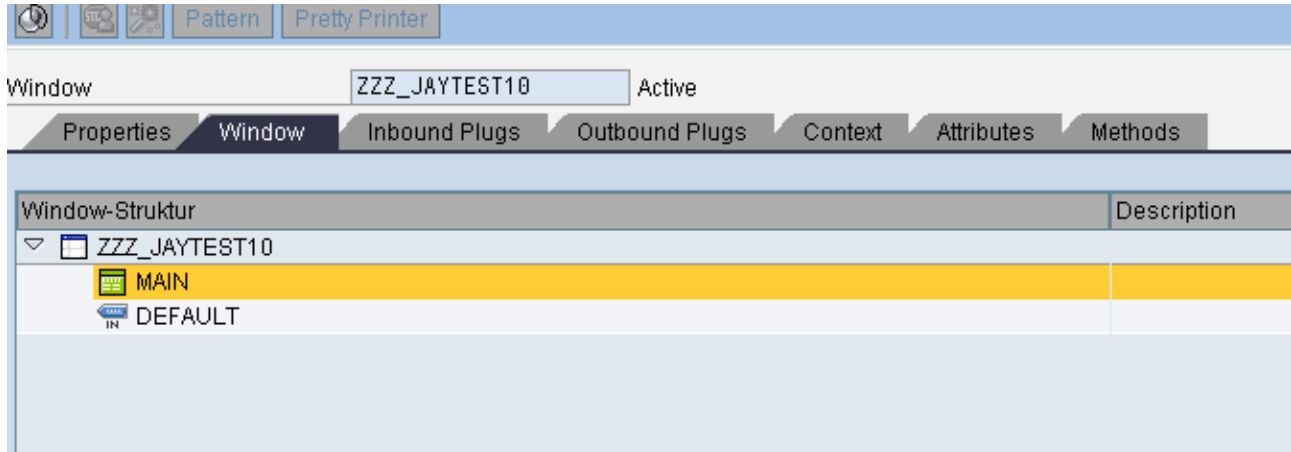 Pattern Pretty Printer
Window ZZZ_JAYTEST10 Active
Properties Window Inbound Plugs Outbound Plugs Context Attributes Methods
Window-Struktur Description
ZZZ_JAYTEST10
MAIN
IN DEFAULT